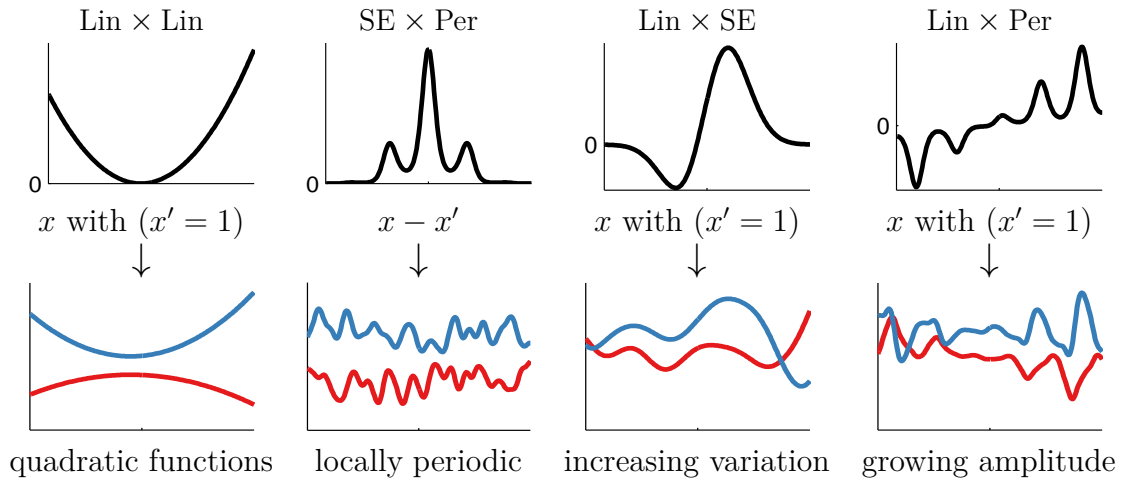 Lin × Lin
SE × Per
Lin × SE
Lin × Per
0
0
0
0
x with (x′ = 1)
x − x′
x with (x′ = 1)
x with (x′ = 1)
↓
↓
↓
↓
quadratic functions
locally periodic
increasing variation
growing amplitude